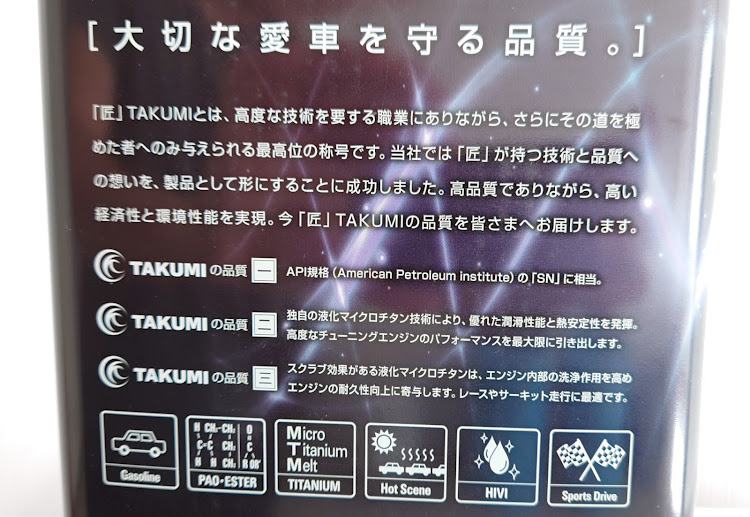 [大切な愛車を守る品質。]
「匠」TAKUMIとは、高度な技術を要する職業にありながら、さらにその道を極
めた者へのみ与えられる最高位の称号です。当社では「匠」が持つ技術と品質へ
の想いを、製品として形にすることに成功しました。高品質でありながら、高い
経済性と環境性能を実現。今「匠」TAKUMIの品質を皆さまへお届けします。
TAKUMIの品質 一 API規格(American Petroleum institute)の「SN」に相当。
TAKUMIの品質 二 独自の液化マイクロチタン技術により、優れた潤滑性能と熱安定性を発揮。
高度なチューニングエンジンのパフォーマンスを最大限に引き出します。
TAKUMIの品質 三 スクラブ効果がある液化マイクロチタンは、エンジン内部の洗浄作用を高め
エンジンの耐久性向上に寄与します。レースやサーキット走行に最適です。
Gasoline
H CH3-CH3 O
C=C CH3 C
H H CH3 R OR'
PAO・ESTER
Micro
Titanium
Melt
TITANIUM
Hot Scene
HIVI
Sports Drive